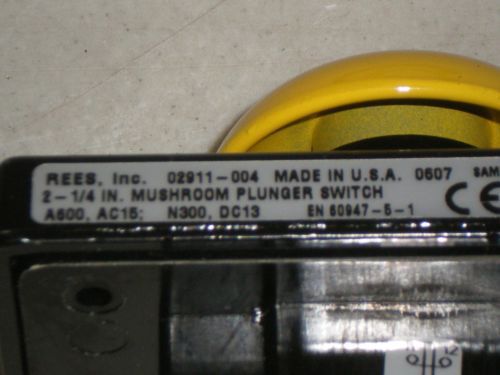 REES, Inc. 02911-004 MADE IN U.S.A. 0607 SAM
2-1/4 IN. MUSHROOM PLUNGER SWITCH CE
A600, AC15; N300, DC13 EN 60947-5-1